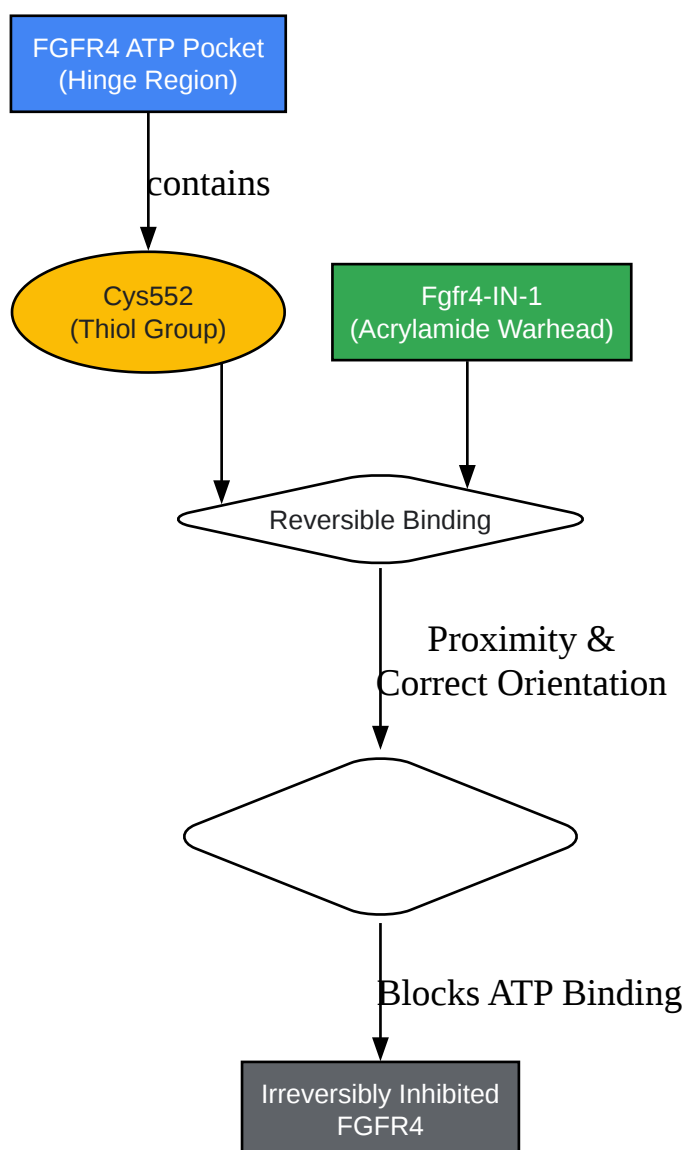 FGFR4 ATP Pocket
(Hinge Region)
contains
Cys552
(Thiol Group)
Fgfr4-IN-1
(Acrylamide Warhead)
Reversible Binding
Proximity &
Correct Orientation
Blocks ATP Binding
Irreversibly Inhibited
FGFR4